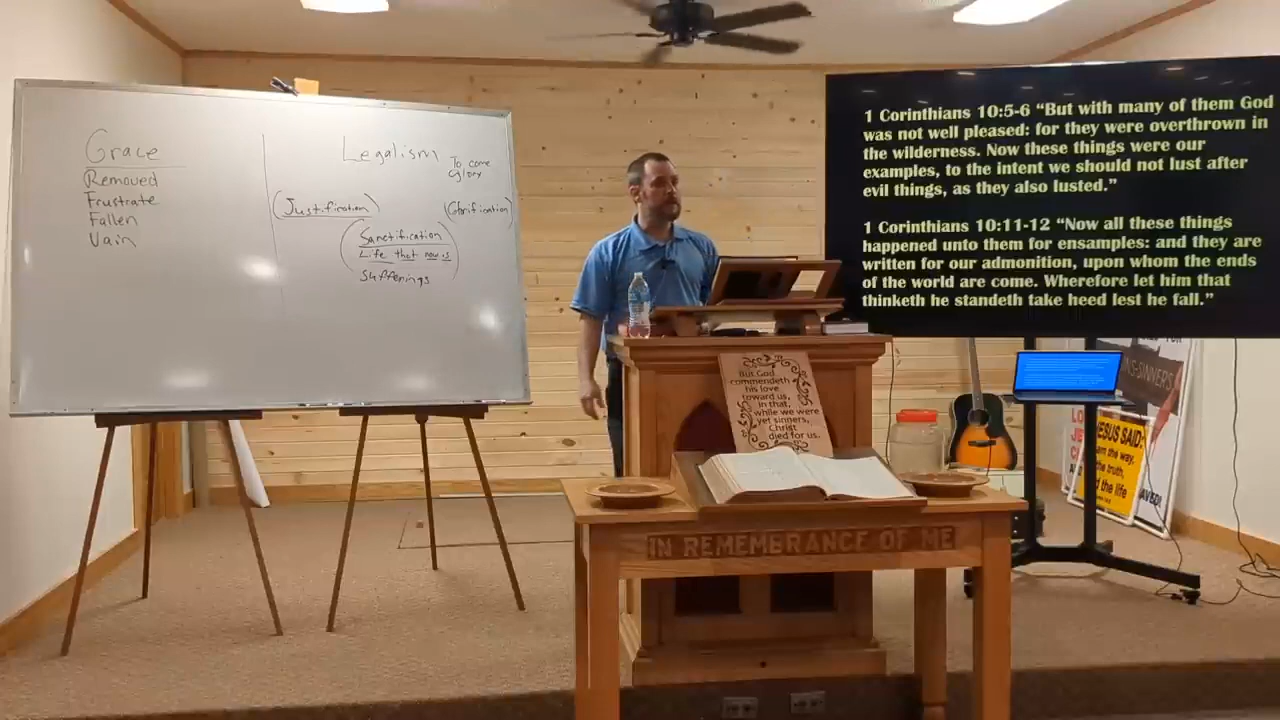 Grace
Removed
Frustrate
Fallen
Vain
Legalism
To come
glory
(Justification)
(Glorification)
(Sanctification
Life that now is)
Sufferings
1 Corinthians 10:5-6 “But with many of them God
was not well pleased: for they were overthrown in
the wilderness. Now these things were our
examples, to the intent we should not lust after
evil things, as they also lusted.”
1 Corinthians 10:11-12 “Now all these things
happened unto them for ensamples: and they are
written for our admonition, upon whom the ends
of the world are come. Wherefore let him that
thinketh he standeth take heed lest he fall.”
But God
commendeth
his love
toward us,
in that,
while we were
yet sinners,
Christ
died for us.
IN REMEMBRANCE OF ME
JESUS SAID:
am the way,
the truth,
d the life